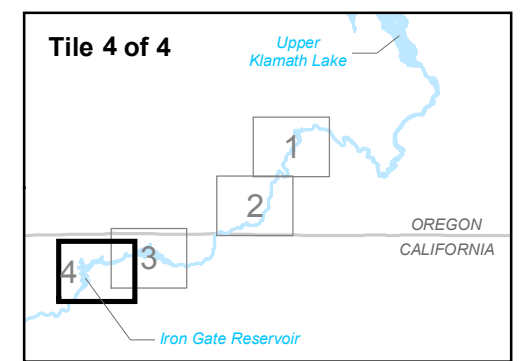 Tile 4 of 4
Upper
Klamath Lake
1
2
OREGON
CALIFORNIA
3
4
Iron Gate Reservoir